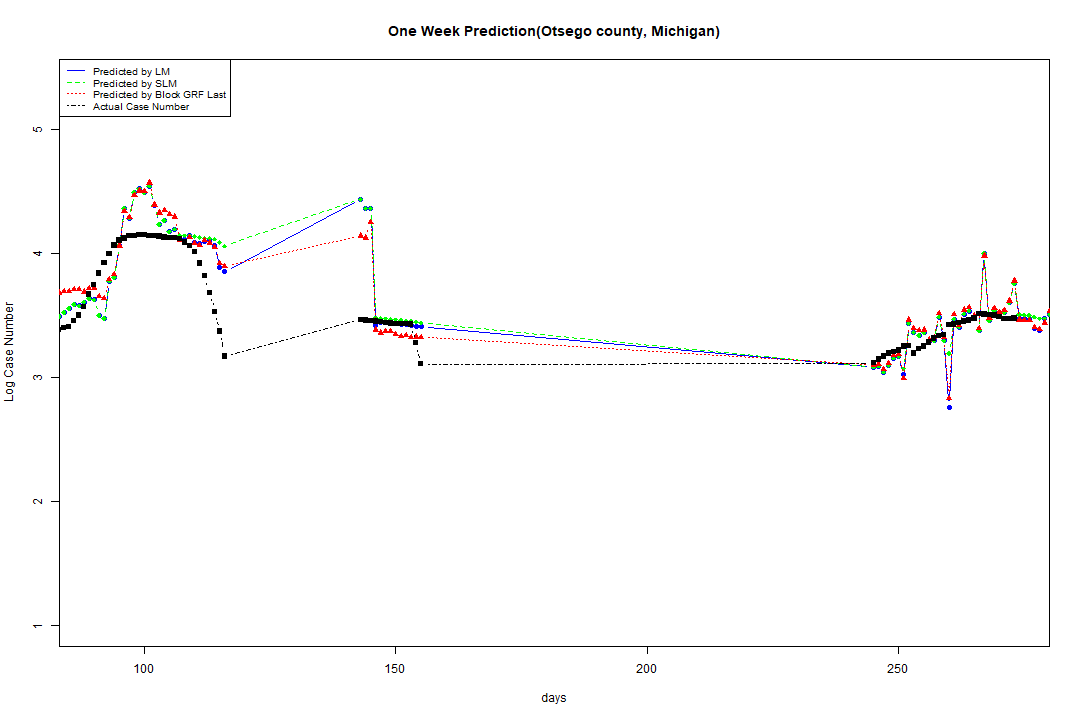 One Week Prediction(Otsego county, Michigan)
Predicted by LM
Predicted by SLM
Predicted by Block GRF Last
Actual Case Number
Log Case Number
5
4
3
2
1
100
150
200
250
days